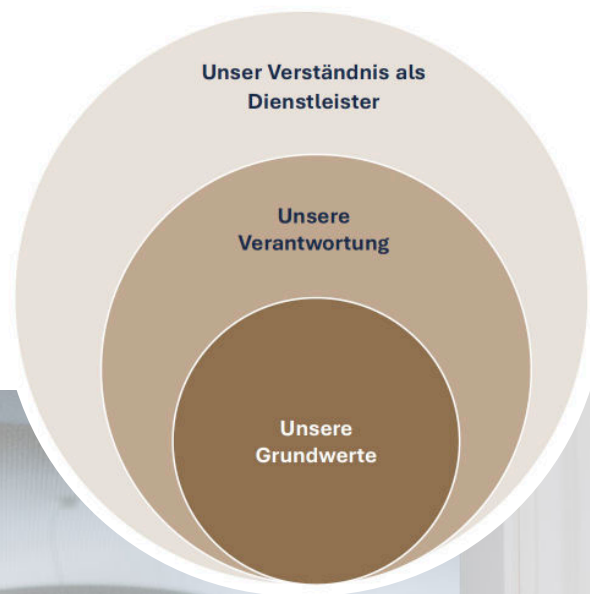 Unser Verständnis als
Dienstleister
Unsere
Verantwortung
Unsere
Grundwerte